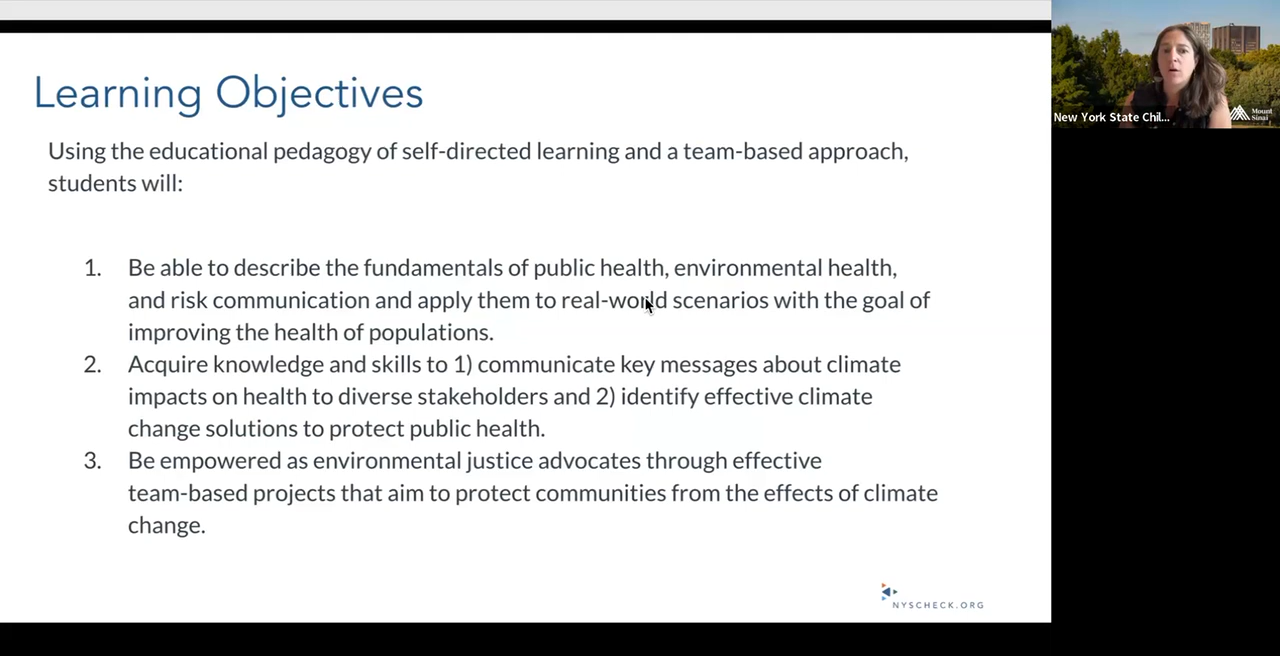 Learning Objectives
Using the educational pedagogy of self-directed learning and a team-based approach,
students will:
1. Be able to describe the fundamentals of public health, environmental health,
and risk communication and apply them to real-world scenarios with the goal of
improving the health of populations.
2. Acquire knowledge and skills to 1) communicate key messages about climate
impacts on health to diverse stakeholders and 2) identify effective climate
change solutions to protect public health.
3. Be empowered as environmental justice advocates through effective
team-based projects that aim to protect communities from the effects of climate
change.
NYSCHECK.ORG
New York State Chil...
Mount
Sinai